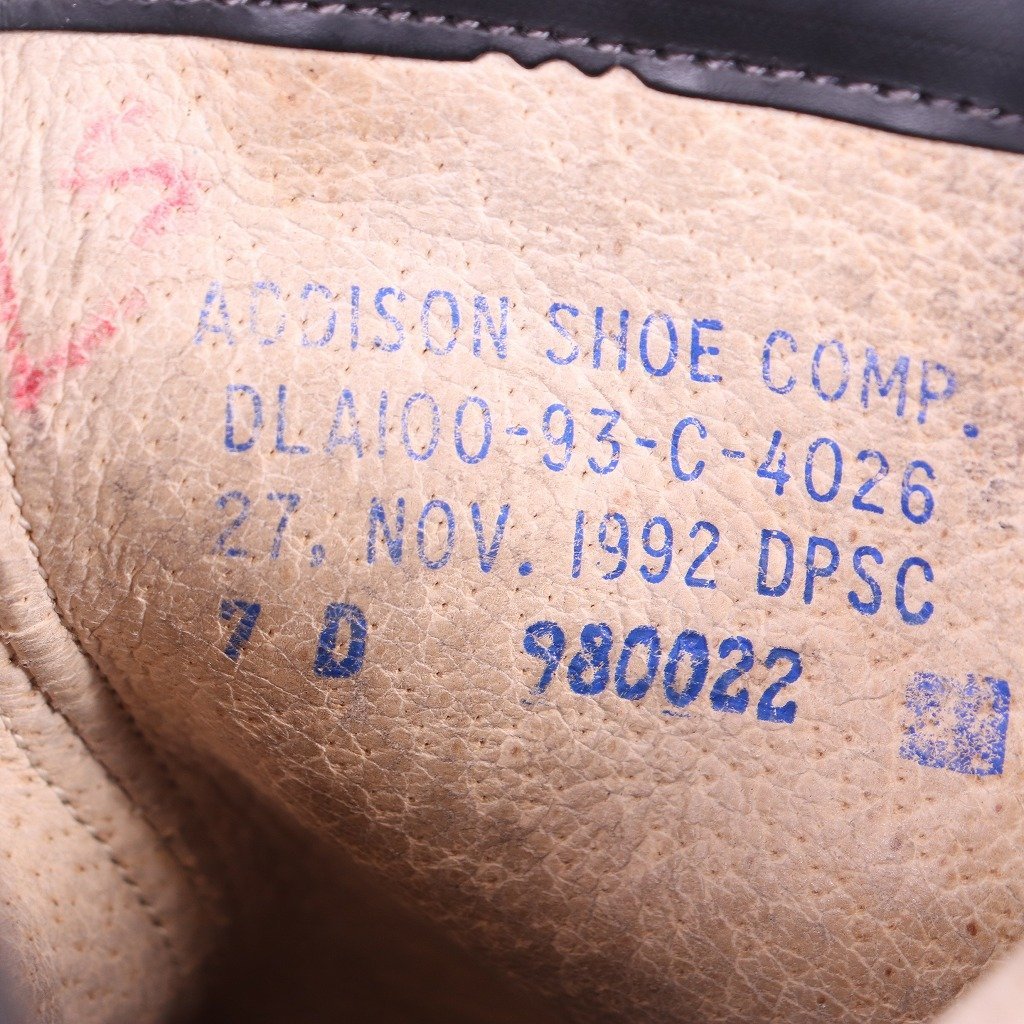 ADDISON SHOE COMP.
DLA100-93-C-4026
27, NOV. 1992 DPSC
7 D 980022